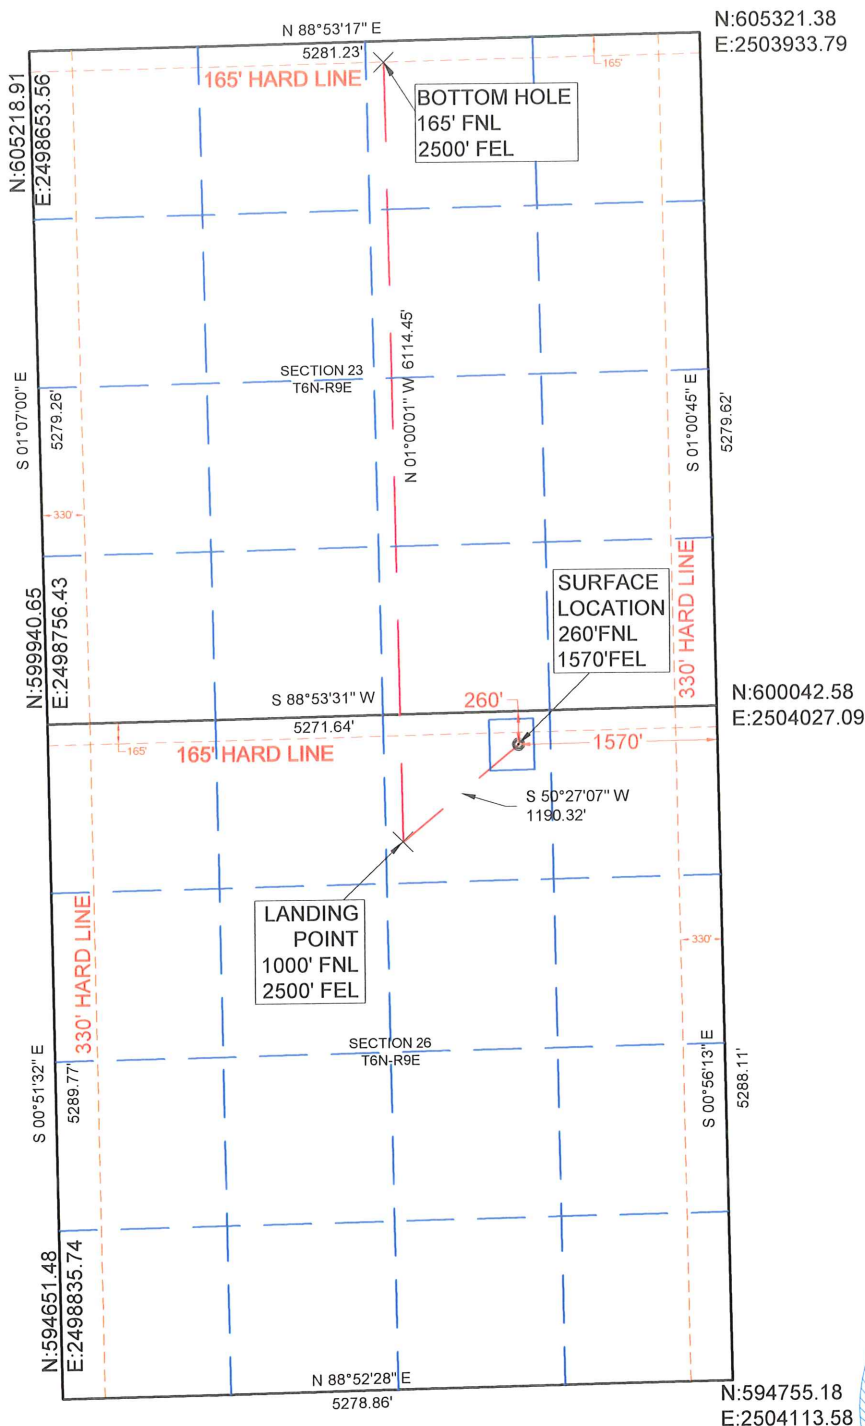 N 88°53'17" E
5281.23'
N:605321.38
E:2503933.79
165' HARD LINE
165'
BOTTOM HOLE
165' FNL
2500' FEL
N:605218.91
E:2498653.56
SECTION 23
T6N-R9E
N 01°00'01" W 6114.45'
S 01°07'00" E
5279.26'
S 01°00'45" E
5279.62'
330'
330' HARD LINE
SURFACE
LOCATION
260'FNL
1570'FEL
N:599940.65
E:2498756.43
S 88°53'31" W
5271.64'
260'
N:600042.58
E:2504027.09
165'
165' HARD LINE
1570'
S 50°27'07" W
1190.32'
LANDING
POINT
1000' FNL
2500' FEL
330' HARD LINE
330'
SECTION 26
T6N-R9E
S 00°51'32" E
5289.77'
S 00°56'13" E
5288.11'
N:594651.48
E:2498835.74
N 88°52'28" E
5278.86'
N:594755.18
E:2504113.58